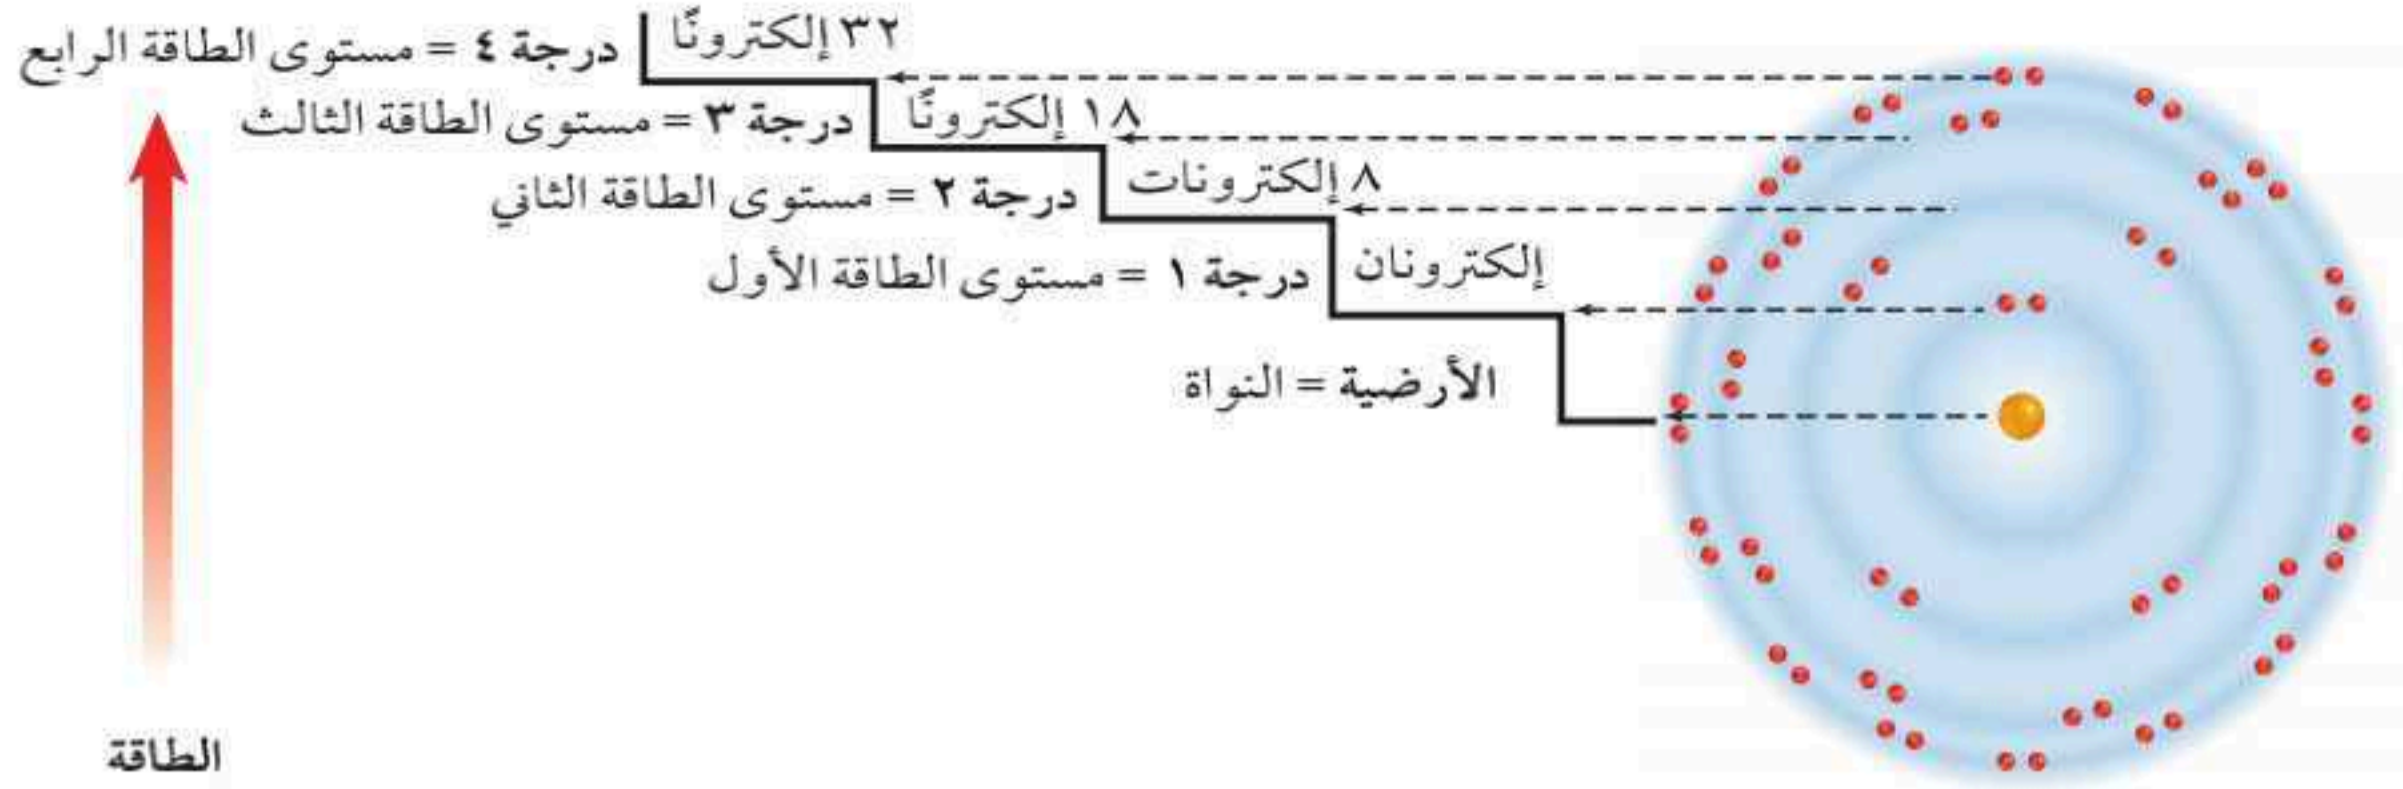 ٣٢ إلكترونًا
درجة ٤ = مستوى الطاقة الرابع
١٨ إلكترونًا
درجة ٣ = مستوى الطاقة الثالث
٨ إلكترونات
درجة ٢ = مستوى الطاقة الثاني
إلكترونان
درجة ١ = مستوى الطاقة الأول
الأرضية = النواة
الطاقة